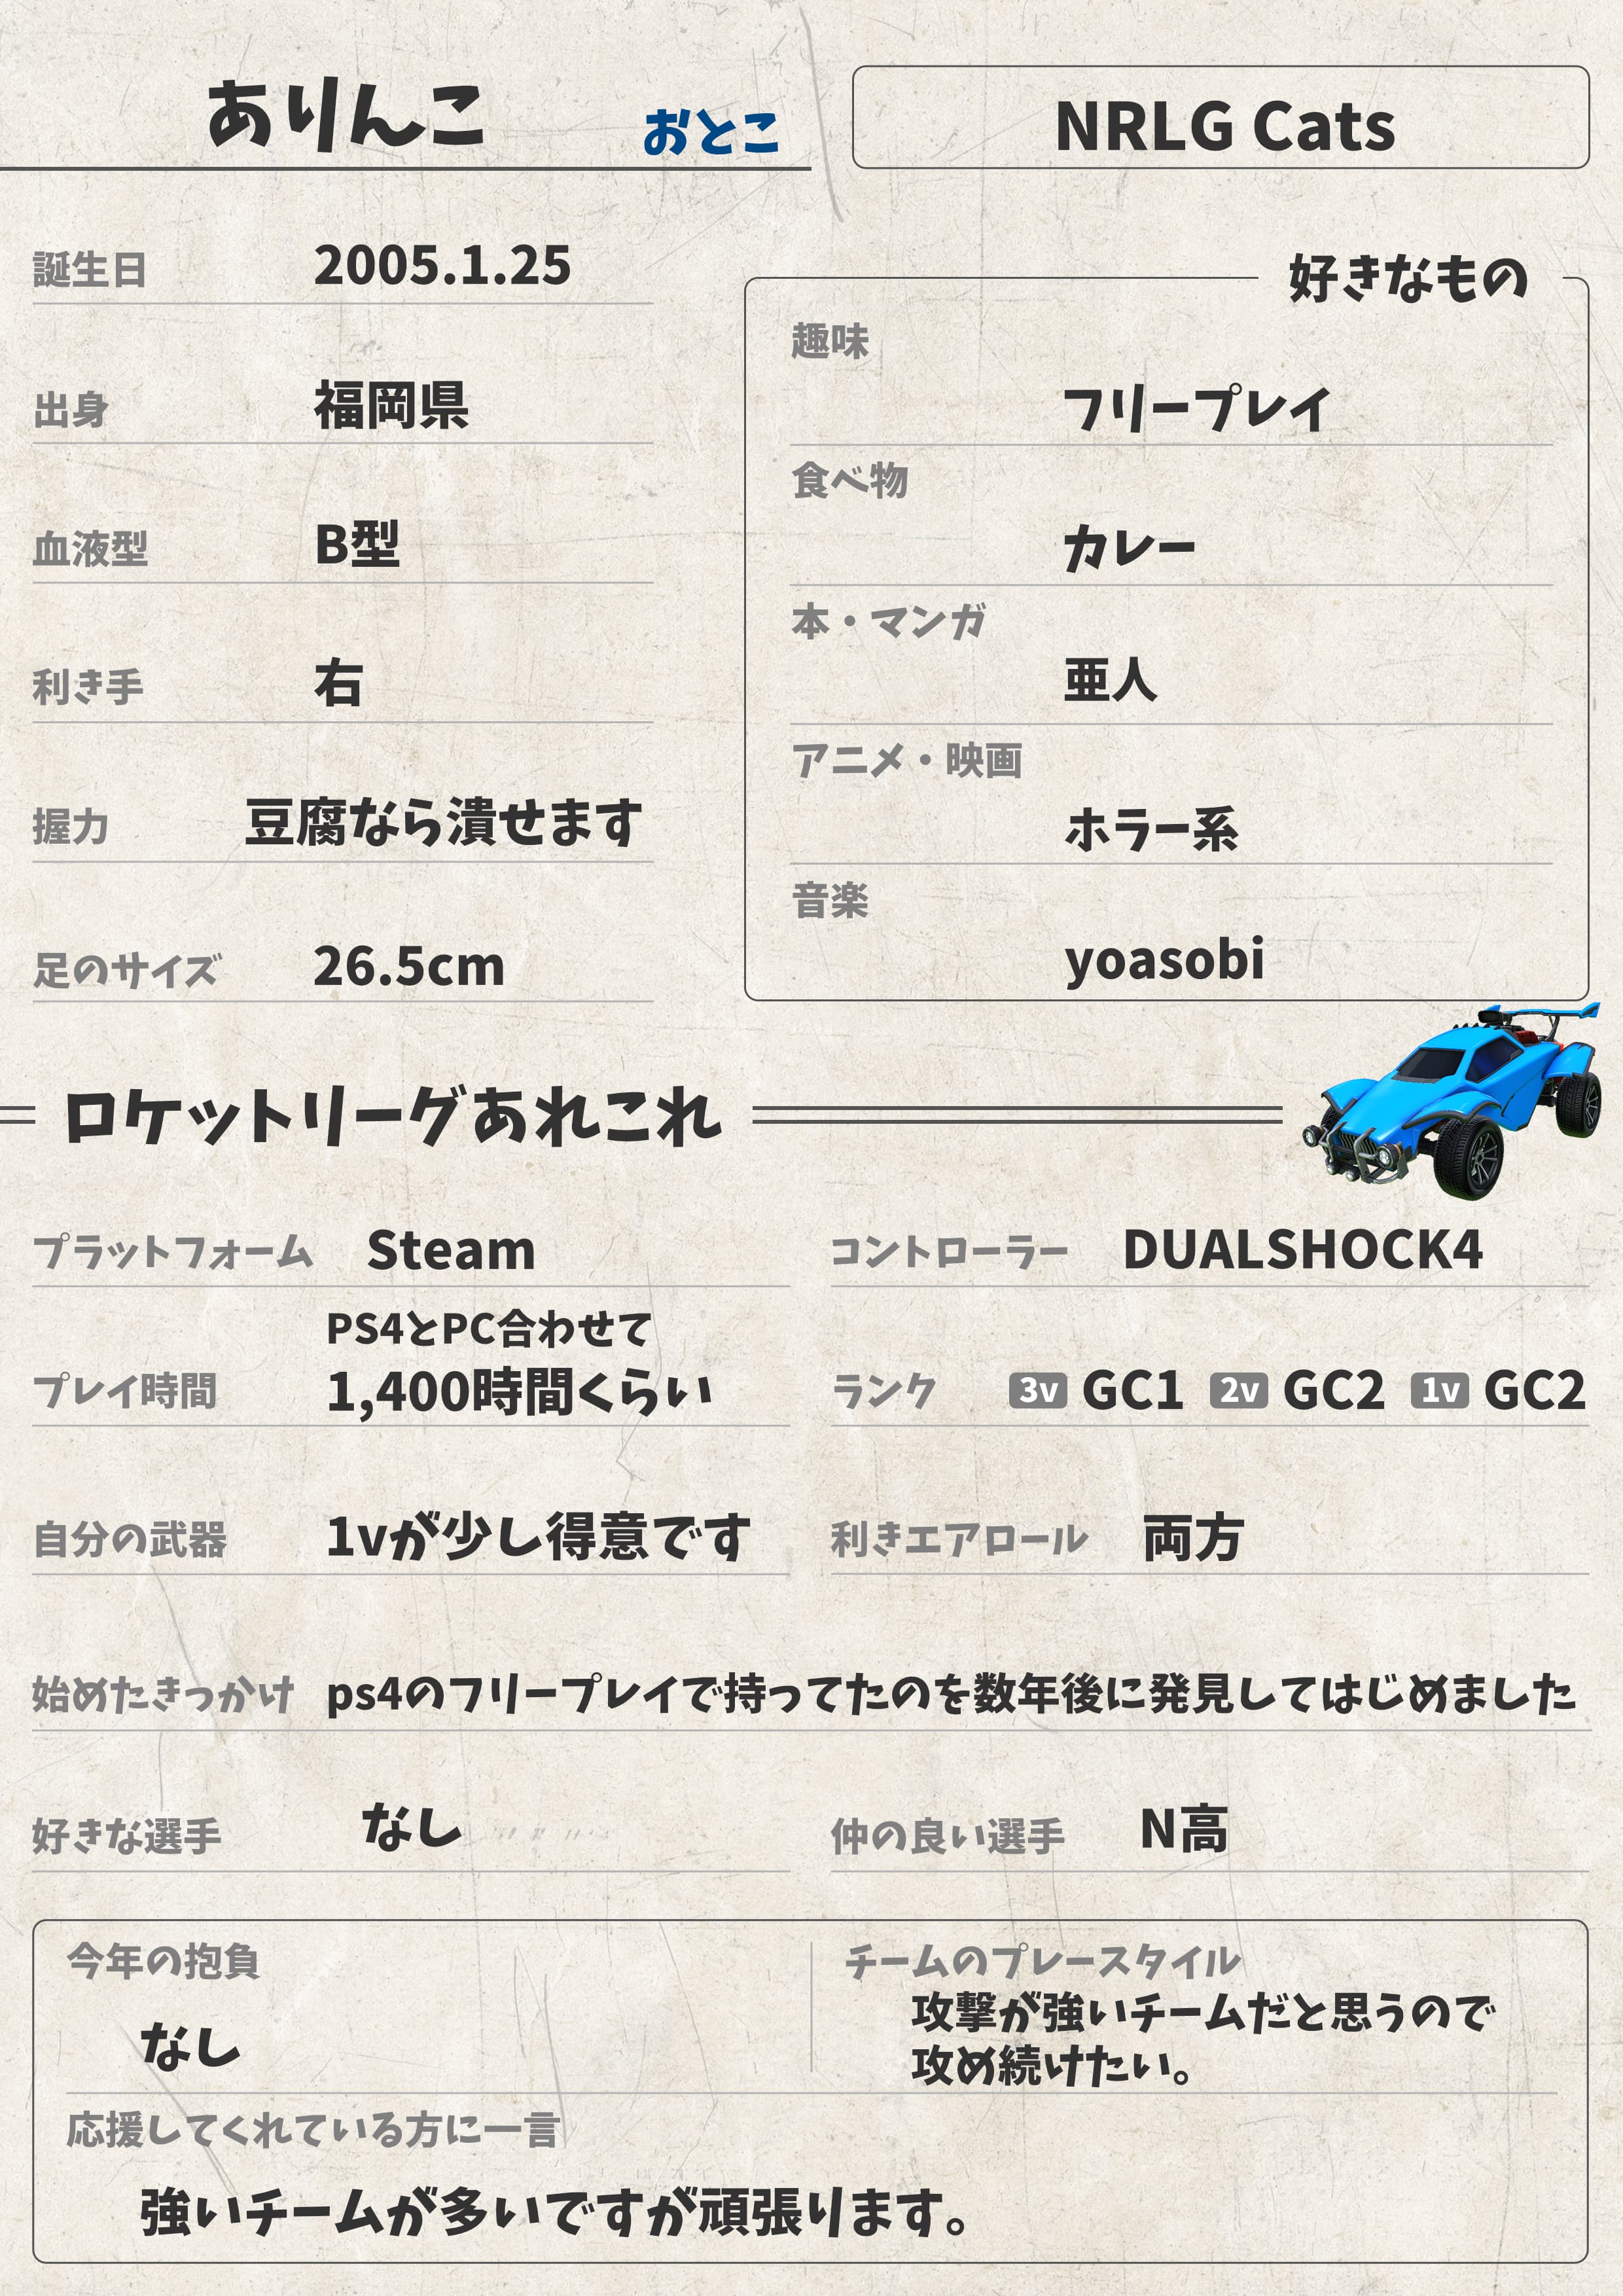 ありんこ おとこ
NRLG Cats
誕生日 2005.1.25
出身 福岡県
血液型 B型
利き手 右
握力 豆腐なら潰せます
足のサイズ 26.5cm
好きなもの
趣味
フリープレイ
食べ物
カレー
本・マンガ
亜人
アニメ・映画
ホラー系
音楽
yoasobi
ロケットリーグあれこれ
プラットフォーム Steam
コントローラー DUALSHOCK4
PS4とPC合わせて
プレイ時間 1,400時間くらい
ランク 3v GC1 2v GC2 1v GC2
自分の武器 1vが少し得意です
利きエアロール 両方
始めたきっかけ ps4のフリープレイで持ってたのを数年後に発見してはじめました
好きな選手 なし
仲の良い選手 N高
今年の抱負
なし
チームのプレースタイル
攻撃が強いチームだと思うので
攻め続けたい。
応援してくれている方に一言
強いチームが多いですが頑張ります。